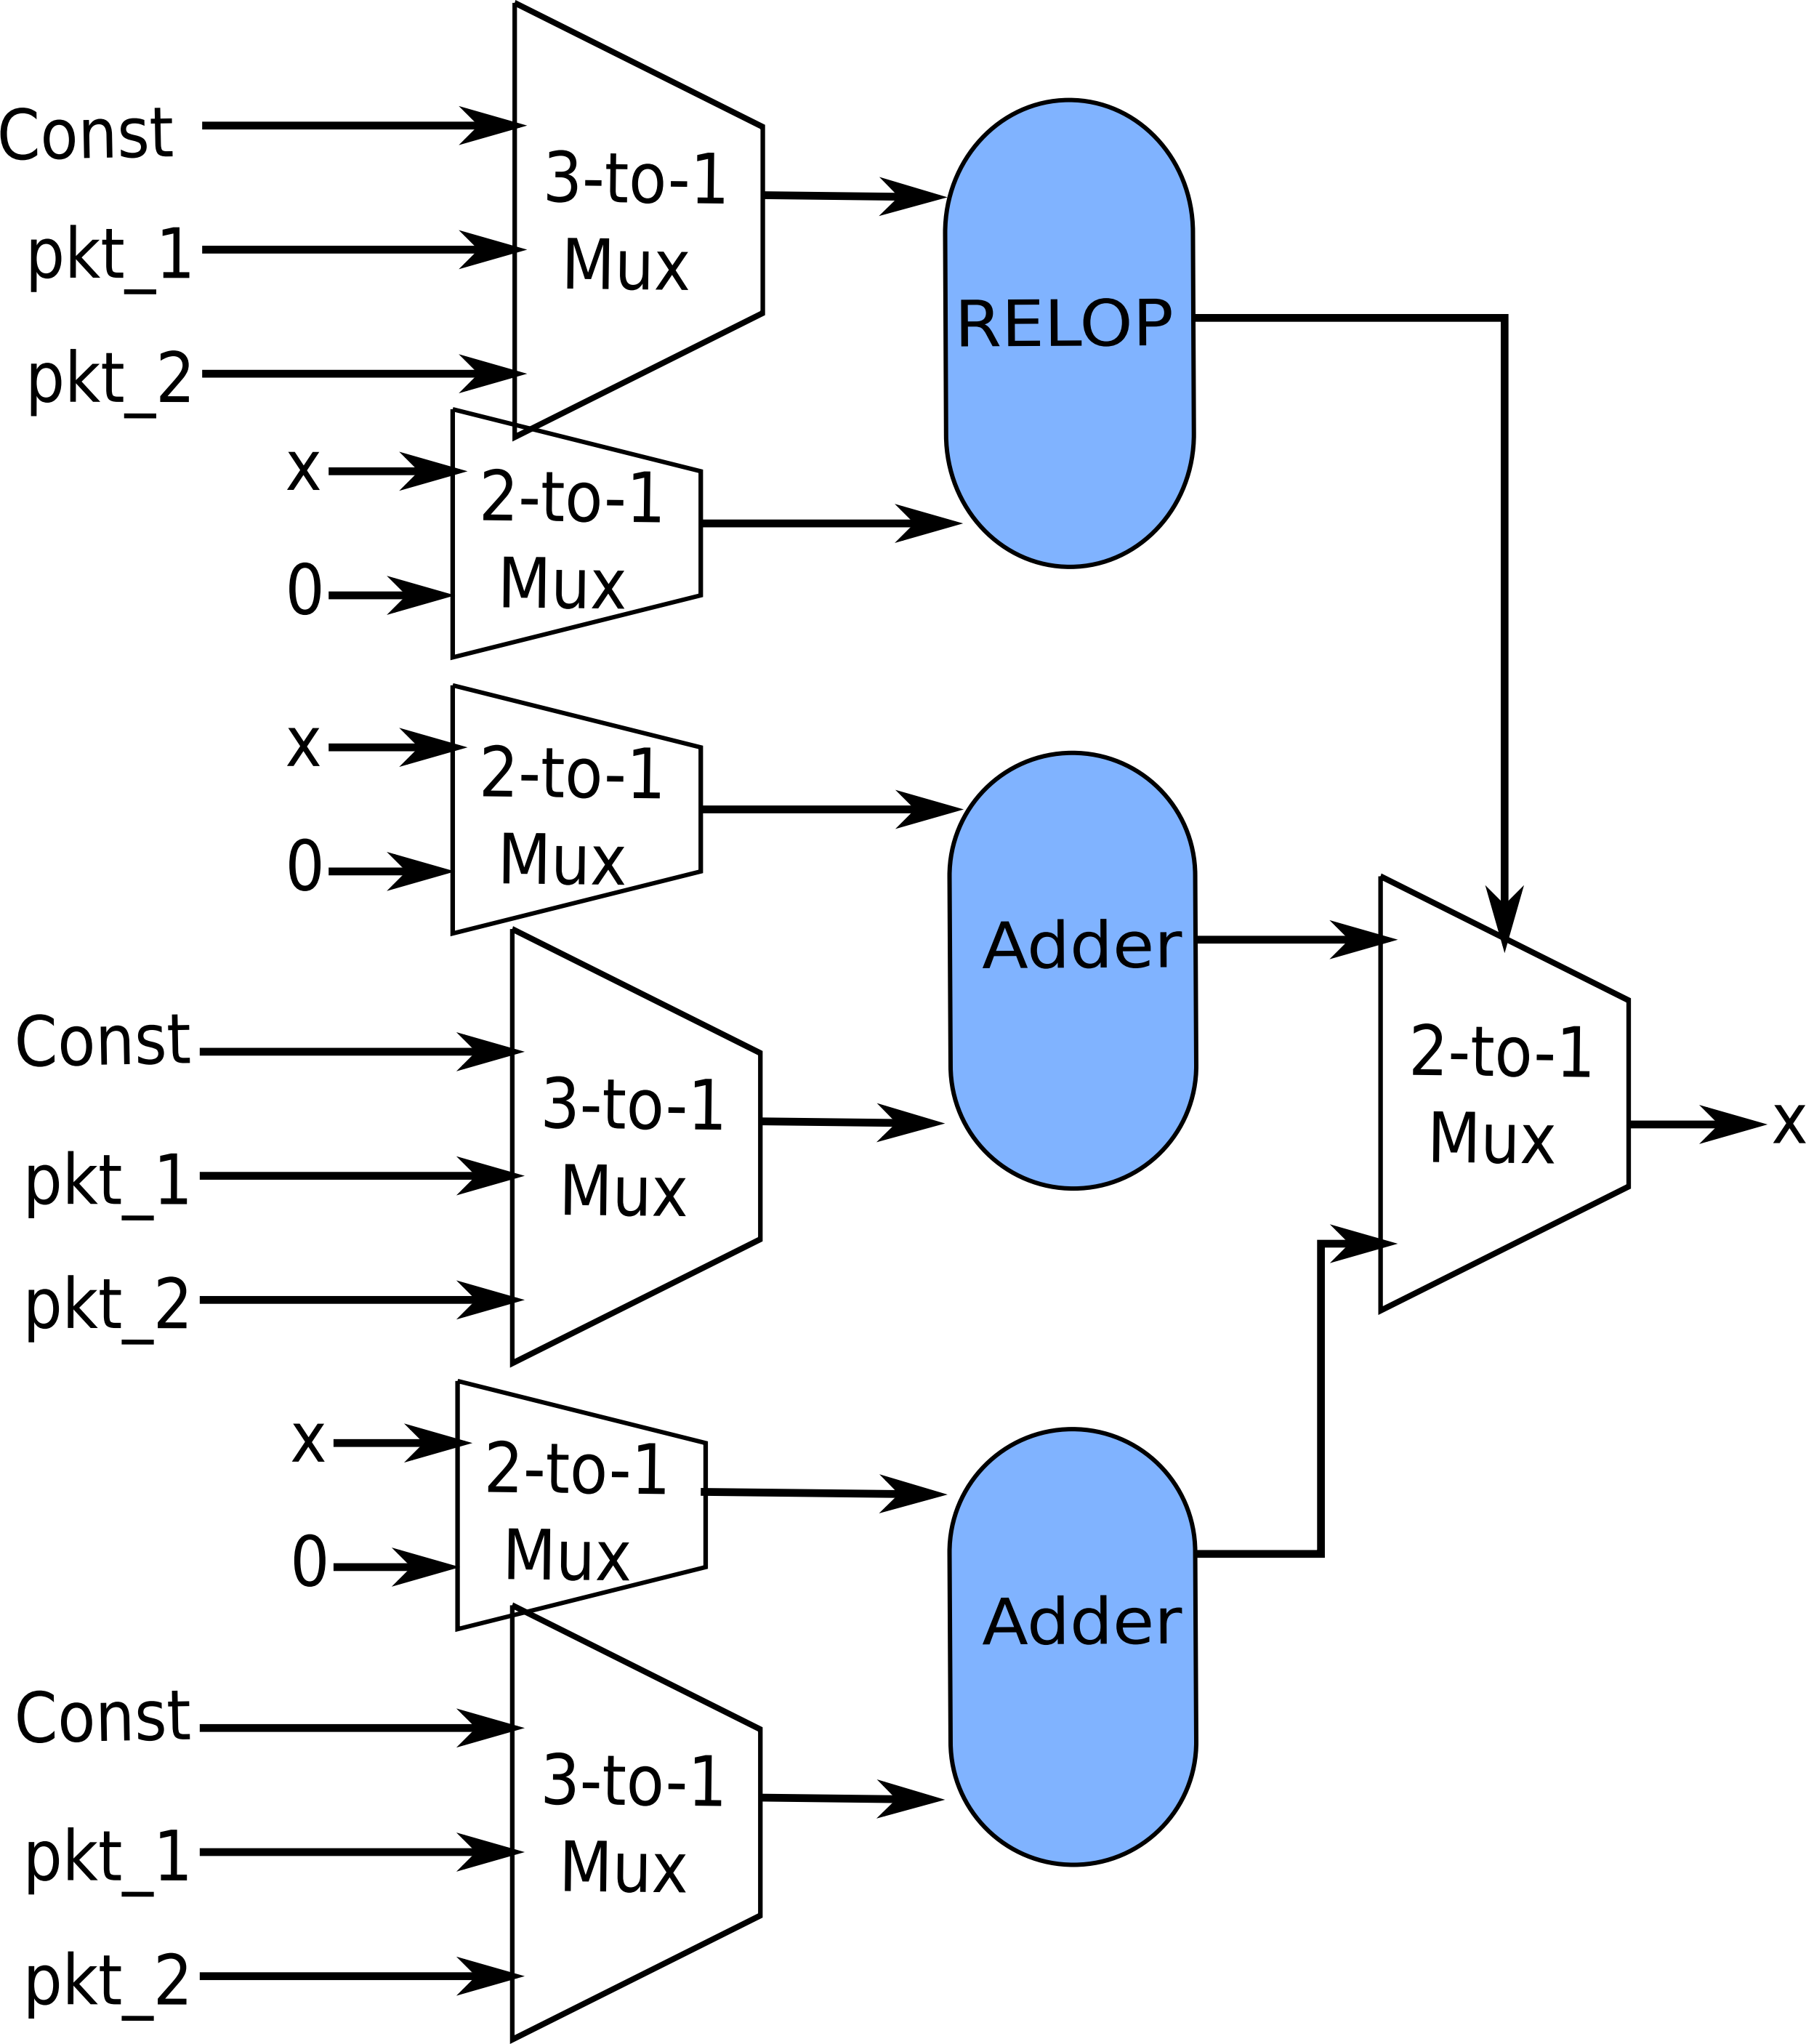 Const
pkt_1
pkt_2
3-to-1
Mux
x
0
2-to-1
Mux
RELOP
x
0
2-to-1
Mux
Const
pkt_1
pkt_2
3-to-1
Mux
Adder
x
0
2-to-1
Mux
Const
pkt_1
pkt_2
3-to-1
Mux
Adder
2-to-1
Mux
x